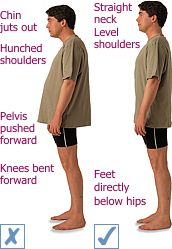 Chin
juts out
Hunched
shoulders
Pelvis
pushed
forward
Knees bent
forward
Straight
neck
Level
shoulders
Feet
directly
below hips